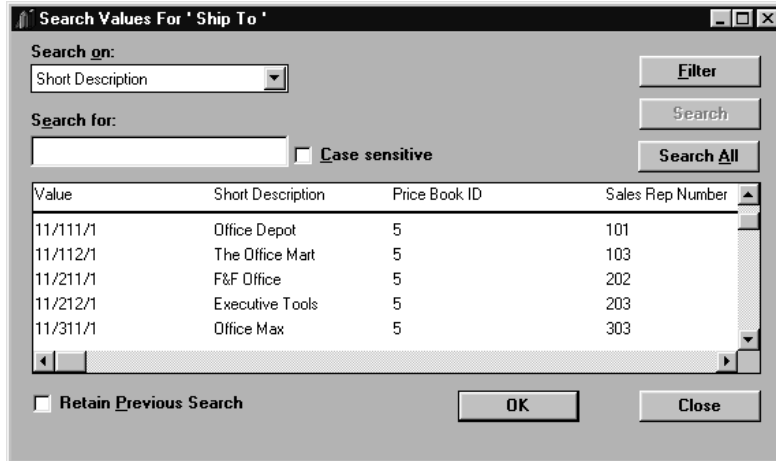 Search Values For ' Ship To '
Search on:
Short Description
Filter
Search for:
Search
Case sensitive
Search All
Value Short Description Price Book ID Sales Rep Number
11/111/1 Office Depot 5 101
11/112/1 The Office Mart 5 103
11/211/1 F&F Office 5 202
11/212/1 Executive Tools 5 203
11/311/1 Office Max 5 303
Retain Previous Search OK Close